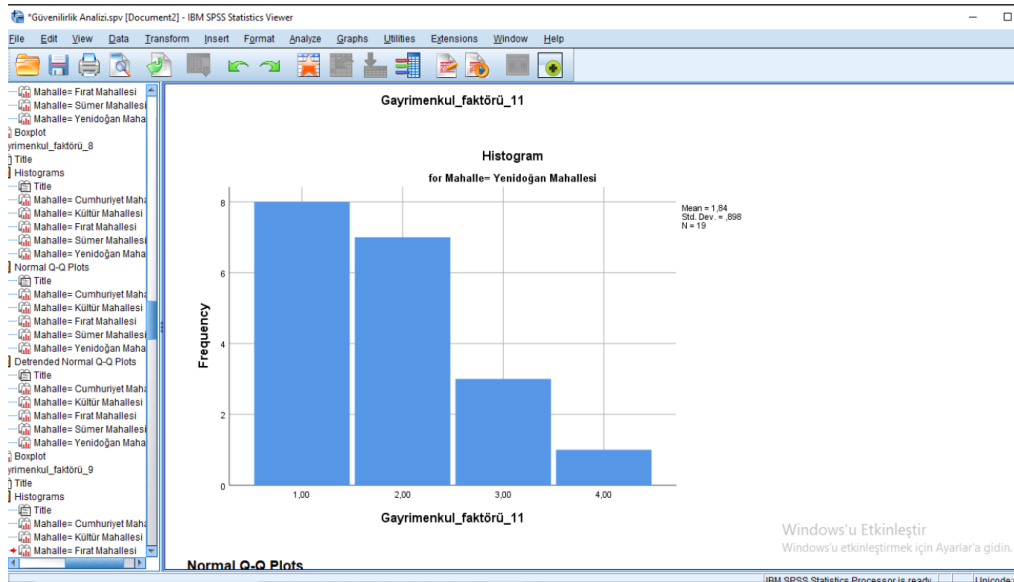 *Güvenilirlik Analizi.spv [Document2] - IBM SPSS Statistics Viewer
File Edit View Data Transform Insert Format Analyze Graphs Utilities Extensions Window Help
Mahalle= Fırat Mahallesi
Mahalle= Sümer Mahallesi
Mahalle= Yenidoğan Maha
Boxplot
yrimenkul_faktörü_8
Title
Histograms
Title
Mahalle= Cumhuriyet Maha
Mahalle= Kültür Mahallesi
Mahalle= Fırat Mahallesi
Mahalle= Sümer Mahallesi
Mahalle= Yenidoğan Maha
Normal Q-Q Plots
Title
Mahalle= Cumhuriyet Maha
Mahalle= Kültür Mahallesi
Mahalle= Fırat Mahallesi
Mahalle= Sümer Mahallesi
Mahalle= Yenidoğan Maha
Detrended Normal Q-Q Plots
Title
Mahalle= Cumhuriyet Maha
Mahalle= Kültür Mahallesi
Mahalle= Fırat Mahallesi
Mahalle= Sümer Mahallesi
Mahalle= Yenidoğan Maha
Boxplot
yrimenkul_faktörü_9
Title
Histograms
Title
Mahalle= Cumhuriyet Maha
Mahalle= Kültür Mahallesi
Mahalle= Fırat Mahallesi
Gayrimenkul_faktörü_11
Histogram
for Mahalle= Yenidoğan Mahallesi
Mean = 1,84
Std. Dev. = ,898
N = 19
Frequency
8
6
4
2
0
1,00 2,00 3,00 4,00
Gayrimenkul_faktörü_11
Normal Q-Q Plots
Windows'u Etkinleştir
Windows'u etkinleştirmek için Ayarlar'a gidin.
IBM SPSS Statistics Processor is ready Unicode: